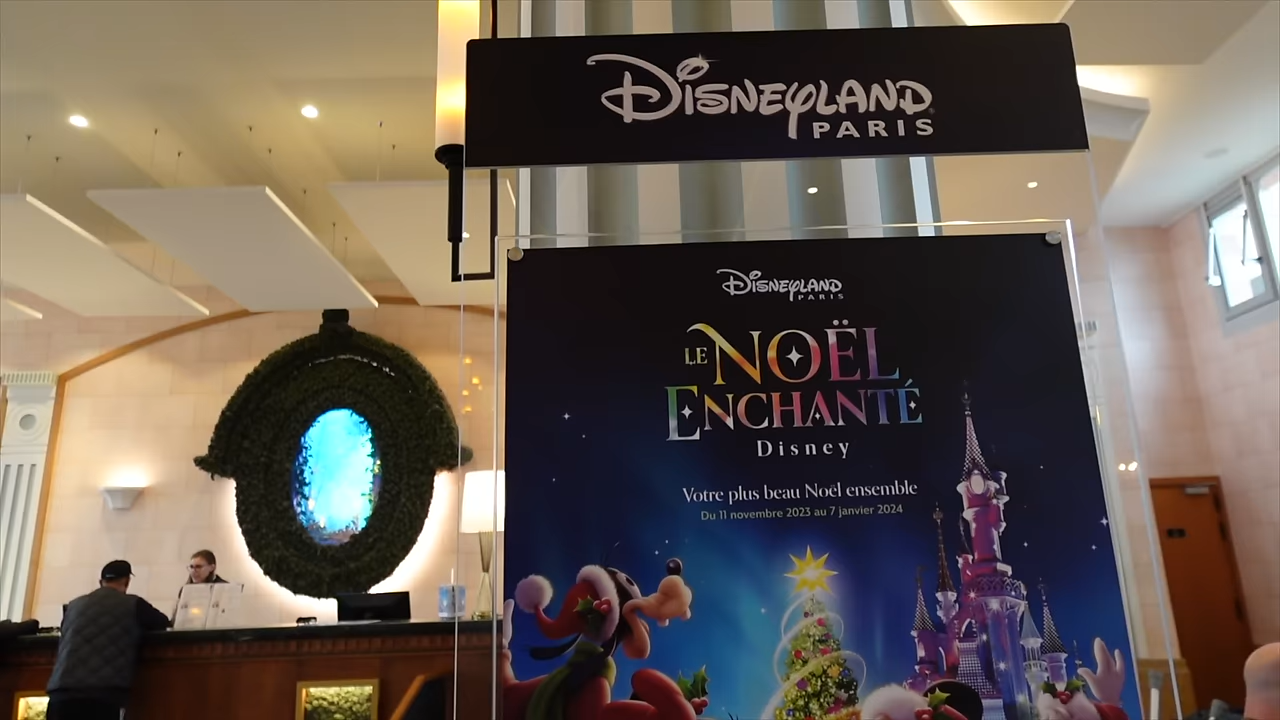 DISNEYLAND
PARIS
DISNEYLAND
PARIS
LE NOËL
ENCHANTÉ
Disney
Votre plus beau Noël ensemble
Du 11 novembre 2023 au 7 janvier 2024